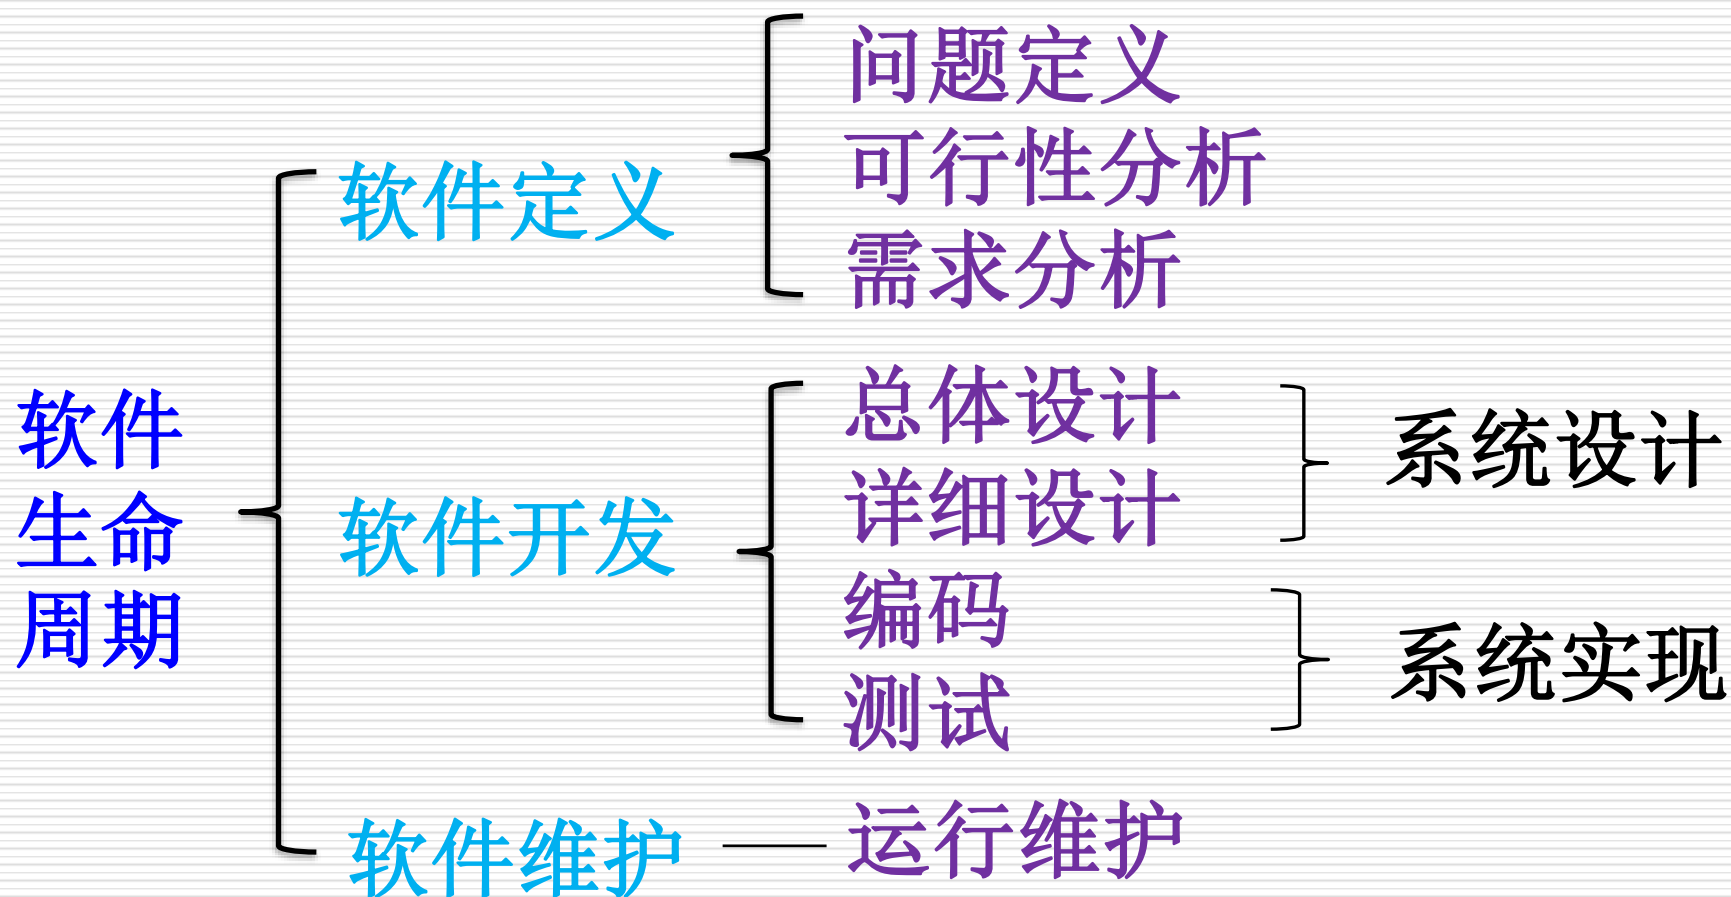 软件
生命
周期
软件定义
问题定义
可行性分析
需求分析
软件开发
总体设计
详细设计
编码
测试
系统设计
系统实现
软件维护
运行维护